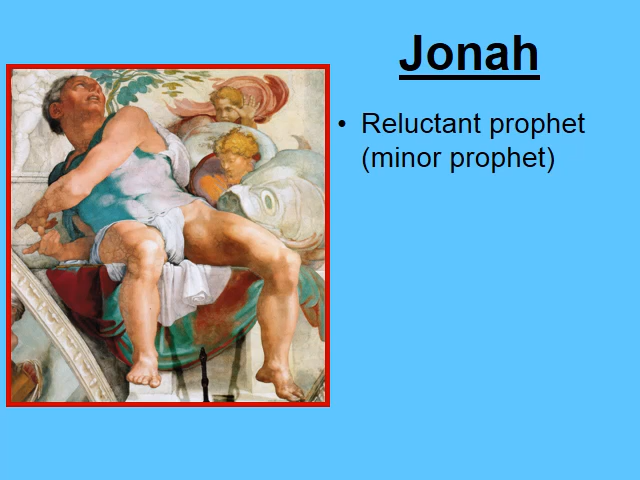 Jonah
• Reluctant prophet
(minor prophet)